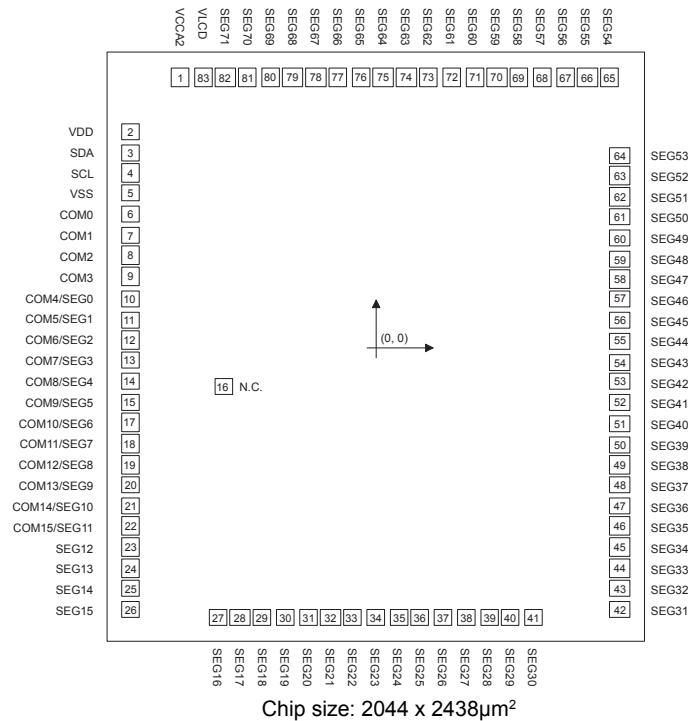 VCCA2 VLCD SEG71 SEG70 SEG69 SEG68 SEG67 SEG66 SEG65 SEG64 SEG63 SEG62 SEG61 SEG60 SEG59 SEG58 SEG57 SEG56 SEG55 SEG54
1 83 82 81 80 79 78 77 76 75 74 73 72 71 70 69 68 67 66 65
VDD 2
SDA 3
SCL 4
VSS 5
COM0 6
COM1 7
COM2 8
COM3 9
COM4/SEG0 10
COM5/SEG1 11
COM6/SEG2 12
COM7/SEG3 13
COM8/SEG4 14
COM9/SEG5 15
COM10/SEG6 17
COM11/SEG7 18
COM12/SEG8 19
COM13/SEG9 20
COM14/SEG10 21
COM15/SEG11 22
SEG12 23
SEG13 24
SEG14 25
SEG15 26
(0, 0)
16 N.C.
64 SEG53
63 SEG52
62 SEG51
61 SEG50
60 SEG49
59 SEG48
58 SEG47
57 SEG46
56 SEG45
55 SEG44
54 SEG43
53 SEG42
52 SEG41
51 SEG40
50 SEG39
49 SEG38
48 SEG37
47 SEG36
46 SEG35
45 SEG34
44 SEG33
43 SEG32
42 SEG31
27 28 29 30 31 32 33 34 35 36 37 38 39 40 41
SEG16 SEG17 SEG18 SEG19 SEG20 SEG21 SEG22 SEG23 SEG24 SEG25 SEG26 SEG27 SEG28 SEG29 SEG30
Chip size: 2044 x 2438μm²